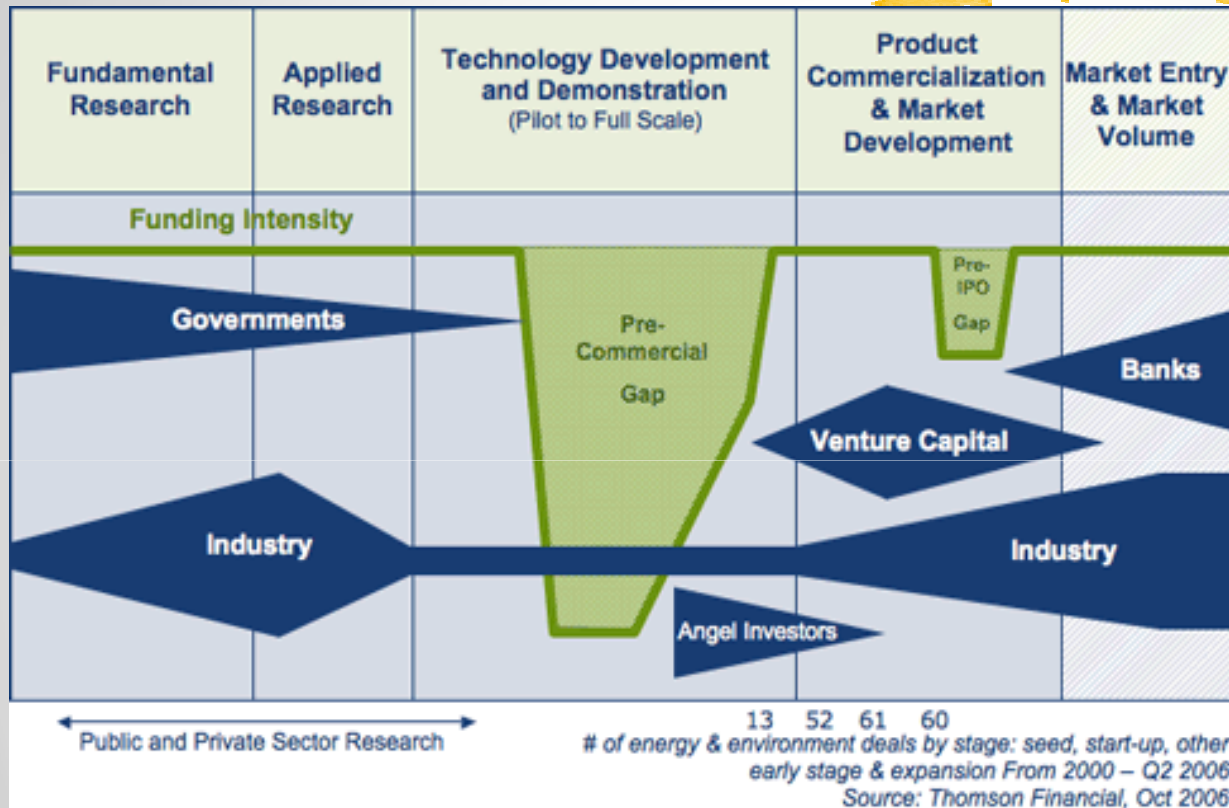 Fundamental
Research
Applied
Research
Technology Development
and Demonstration
(Pilot to Full Scale)
Product
Commercialization
& Market
Development
Market Entry
& Market
Volume
Funding Intensity
Governments
Pre-
Commercial
Gap
Pre-
IPO
Gap
Banks
Venture Capital
Industry
Industry
Angel Investors
Public and Private Sector Research
13 52 61 60
# of energy & environment deals by stage: seed, start-up, other
early stage & expansion From 2000 – Q2 2006
Source: Thomson Financial, Oct 2006